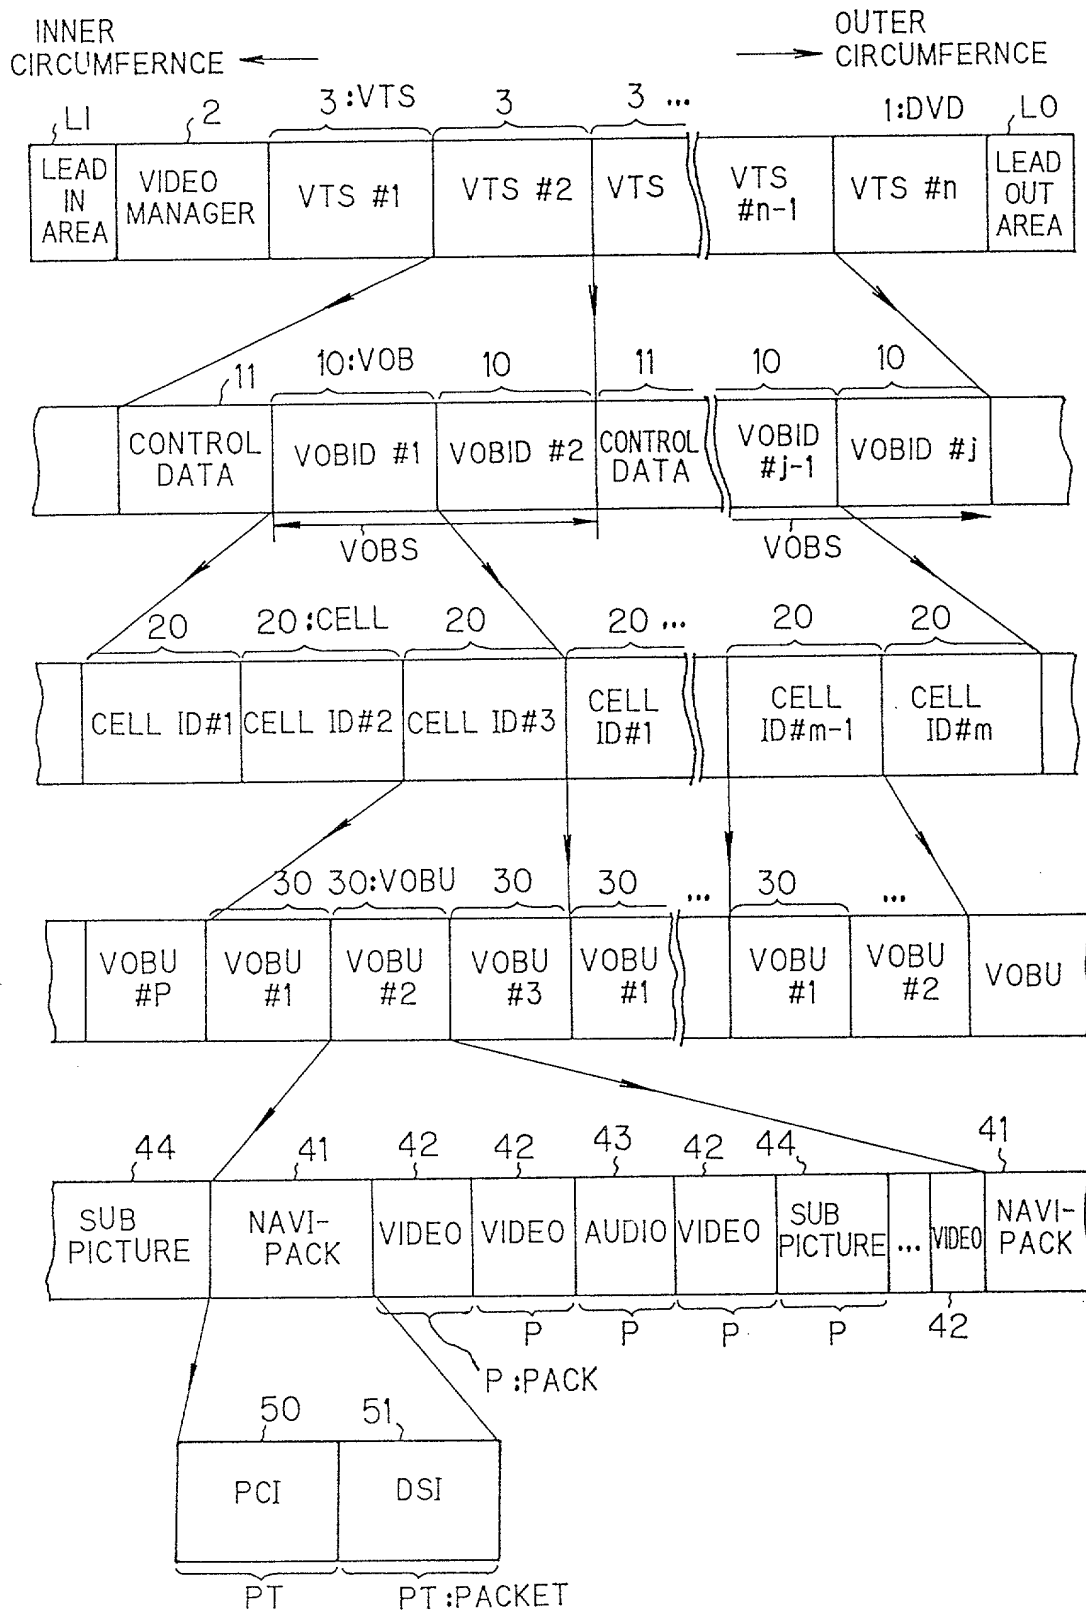 INNER
CIRCUMFERNCE
OUTER
CIRCUMFERNCE
LI 2 3:VTS 3 3 ... 1:DVD LO
LEAD
IN
AREA
VIDEO
MANAGER
VTS #1
VTS #2
VTS
VTS
#n-1
VTS #n
LEAD
OUT
AREA
11 10:VOB 10 11 10 10
CONTROL
DATA
VOBID #1
VOBID #2
CONTROL
DATA
VOBID
#j-1
VOBID #j
VOBS
VOBS
20 20:CELL 20 20 ... 20 20
CELL ID#1
CELL ID#2
CELL ID#3
CELL
ID#1
CELL
ID#m-1
CELL
ID#m
30 30:VOBU 30 30 ... 30 ...
VOBU
#P
VOBU
#1
VOBU
#2
VOBU
#3
VOBU
#1
VOBU
#1
VOBU
#2
VOBU
44 41 42 42 43 42 44 41
SUB
PICTURE
NAVI-
PACK
VIDEO
VIDEO
AUDIO
VIDEO
SUB
PICTURE
...
VIDEO
NAVI-
PACK
P P P P 42
P:PACK
50 51
PCI
DSI
PT PT:PACKET